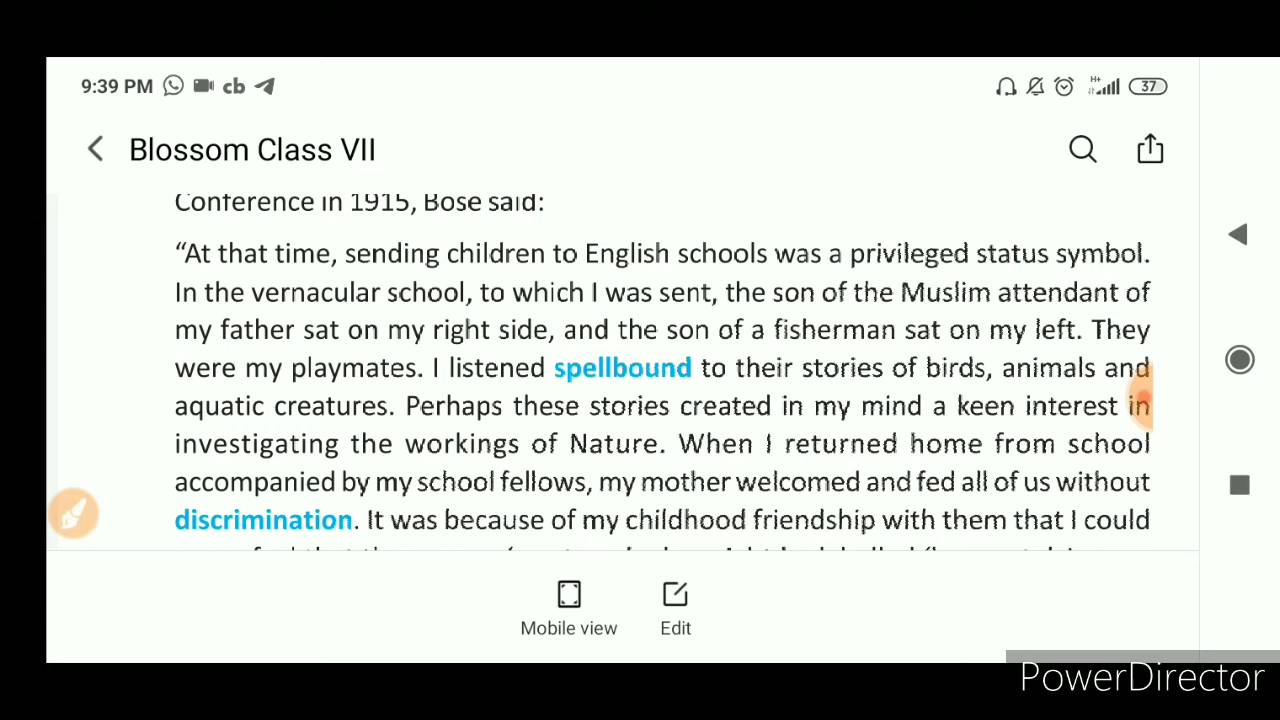 9:39 PM cb H+ 37
Blossom Class VII
Conference in 1915, Bose said:
“At that time, sending children to English schools was a privileged status symbol.
In the vernacular school, to which I was sent, the son of the Muslim attendant of
my father sat on my right side, and the son of a fisherman sat on my left. They
were my playmates. I listened spellbound to their stories of birds, animals and
aquatic creatures. Perhaps these stories created in my mind a keen interest in
investigating the workings of Nature. When I returned home from school
accompanied by my school fellows, my mother welcomed and fed all of us without
discrimination. It was because of my childhood friendship with them that I could
Mobile view Edit
PowerDirector